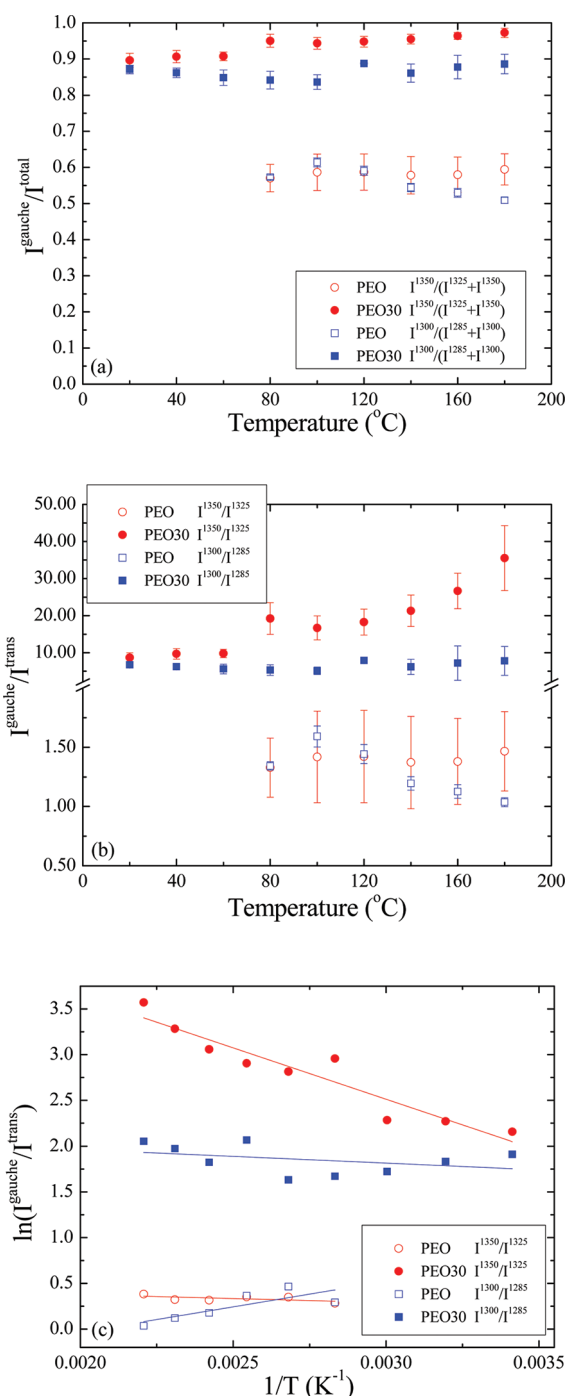 1.0
0.9
0.8
0.7
0.6
0.5
0.4
0.3
0.2
0.1
0.0
I^gauche/I^total
PEO I^1350/(I^1325+I^1350)
PEO30 I^1350/(I^1325+I^1350)
PEO I^1300/(I^1285+I^1300)
PEO30 I^1300/(I^1285+I^1300)
(a)
0 40 80 120 160 200
Temperature (°C)
50.00
40.00
30.00
20.00
10.00
1.50
1.00
0.50
I^gauche/I^trans
PEO I^1350/I^1325
PEO30 I^1350/I^1325
PEO I^1300/I^1285
PEO30 I^1300/I^1285
(b)
0 40 80 120 160 200
Temperature (°C)
3.5
3.0
2.5
2.0
1.5
1.0
0.5
0.0
ln(I^gauche/I^trans)
PEO I^1350/I^1325
PEO30 I^1350/I^1325
PEO I^1300/I^1285
PEO30 I^1300/I^1285
(c)
0.0020 0.0025 0.0030 0.0035
1/T (K^-1)